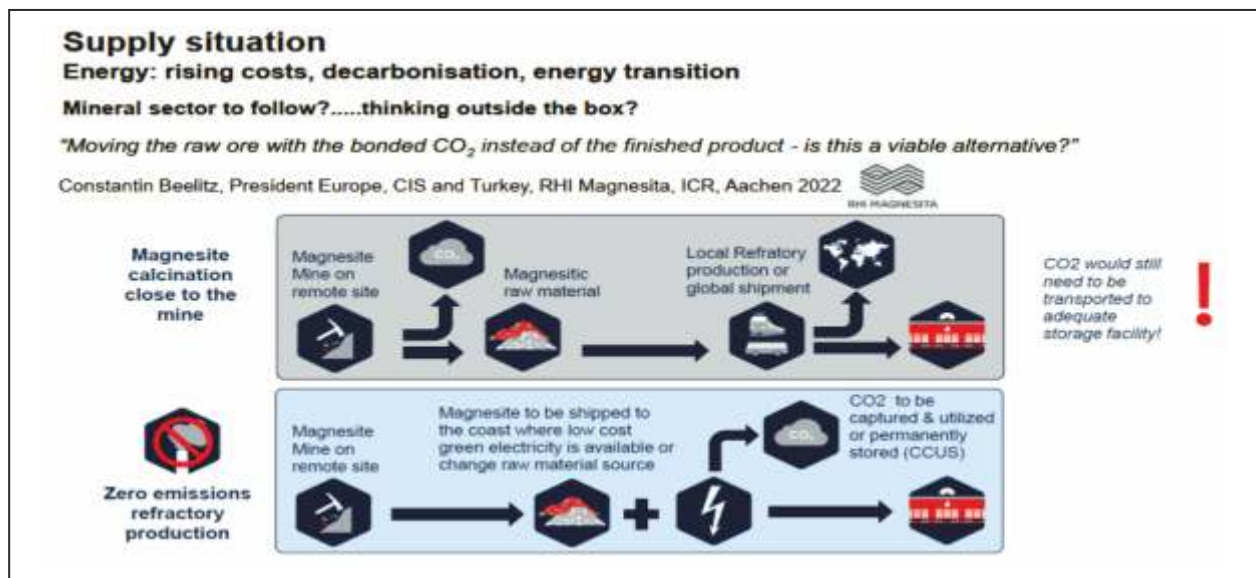 Supply situation
Energy: rising costs, decarbonisation, energy transition
Mineral sector to follow?.....thinking outside the box?
"Moving the raw ore with the bonded CO₂ instead of the finished product - is this a viable alternative?"
Constantin Beelitz, President Europe, CIS and Turkey, RHI Magnesita, ICR, Aachen 2022
RHI MAGNESITA
Magnesite
calcination
close to the
mine
Magnesite
Mine on
remote site
CO₂
Magnesitic
raw material
Local Refratory
production or
global shipment
CO2 would still
need to be
transported to
adequate
storage facility!
!
Zero emissions
refractory
production
Magnesite
Mine on
remote site
Magnesite to be shipped to
the coast where low cost
green electricity is available or
change raw material source
CO₂
CO2 to be
captured & utilized
or permanently
stored (CCUS)